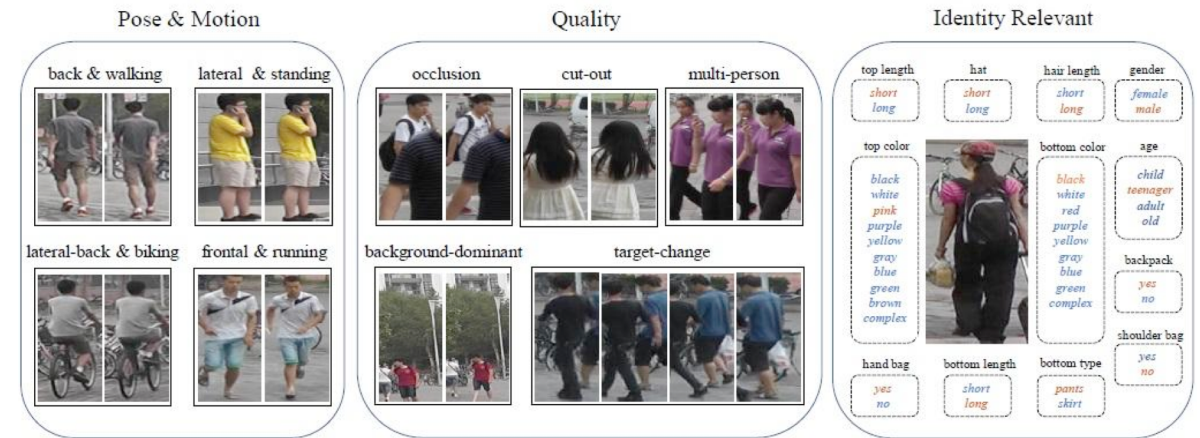 Pose & Motion
back & walking
lateral & standing
lateral-back & biking
frontal & running
Quality
occlusion
cut-out
multi-person
background-dominant
target-change
Identity Relevant
top length
short
long
hat
short
long
hair length
short
long
gender
female
male
top color
black
white
pink
purple
yellow
gray
blue
green
brown
complex
bottom color
black
white
red
purple
yellow
gray
blue
green
complex
age
child
teenager
adult
old
backpack
yes
no
shoulder bag
yes
no
hand bag
yes
no
bottom length
short
long
bottom type
pants
skirt